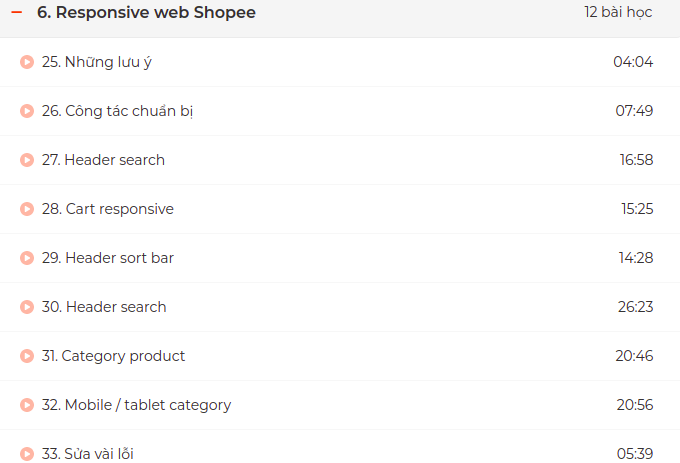 6. Responsive web Shopee 12 bài học
25. Những lưu ý 04:04
26. Công tác chuẩn bị 07:49
27. Header search 16:58
28. Cart responsive 15:25
29. Header sort bar 14:28
30. Header search 26:23
31. Category product 20:46
32. Mobile / tablet category 20:56
33. Sửa vài lỗi 05:39